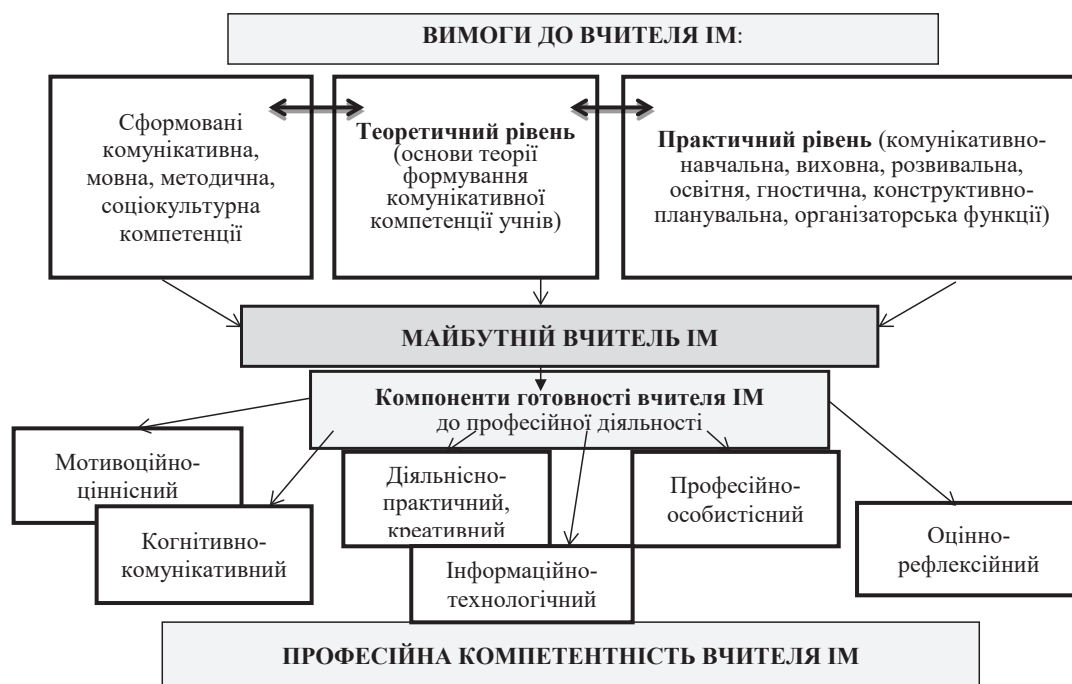 ВИМОГИ ДО ВЧИТЕЛЯ ІМ:
Сформовані
комунікативна,
мовна, методична,
соціокультурна
компетенції
Теоретичний рівень
(основи теорії
формування
комунікативної
компетенції учнів)
Практичний рівень (комунікативно-
навчальна, виховна, розвивальна,
освітня, гностична, конструктивно-
планувальна, організаторська функції)
МАЙБУТНІЙ ВЧИТЕЛЬ ІМ
Компоненти готовності вчителя ІМ
до професійної діяльності
Мотивоційно-
ціннісний
Когнітивно-
комунікативний
Діяльнісно-
практичний,
креативний
Інформаційно-
технологічний
Професійно-
особистісний
Оцінно-
рефлексійний
ПРОФЕСІЙНА КОМПЕТЕНТНІСТЬ ВЧИТЕЛЯ ІМ